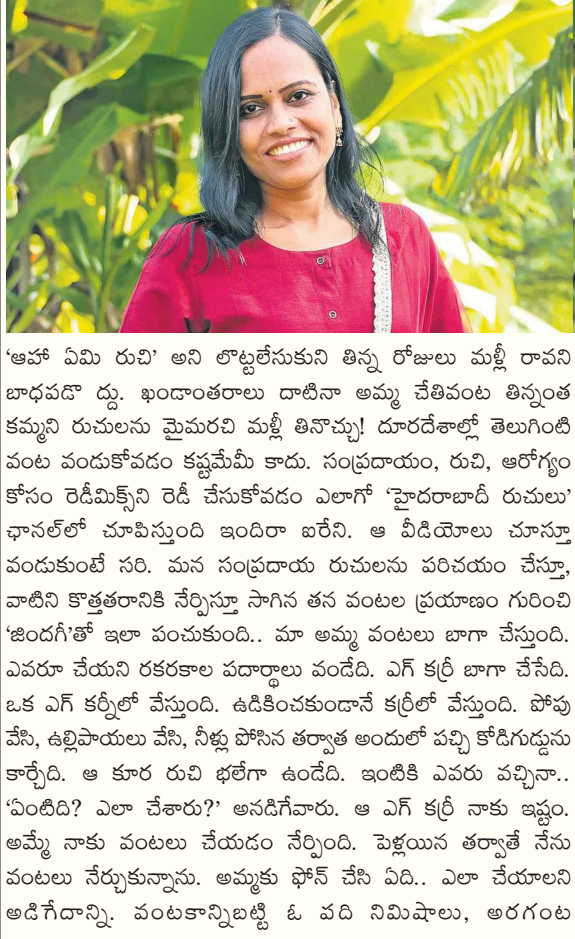 ‘ఆహా ఏమి రుచి’ అని లొట్టలేసుకుని తిన్న రోజులు మళ్లీ రావని
బాధపడొ ద్దు. ఖండాంతరాలు దాటినా అమ్మ చేతివంట తిన్నంత
కమ్మని రుచులను మైమరచి మళ్లీ తినొచ్చు! దూరదేశాల్లో తెలుగింటి
వంట వండుకోవడం కష్టమేమీ కాదు. సంప్రదాయం, రుచి, ఆరోగ్యం
కోసం రెడీమిక్స్‌ని రెడీ చేసుకోవడం ఎలాగో ‘హైదరాబాదీ రుచులు’
ఛానల్‌లో చూపిస్తుంది ఇందిరా ఐరేని. ఆ వీడియోలు చూస్తూ
వండుకుంటే సరి. మన సంప్రదాయ రుచులను పరిచయం చేస్తూ,
వాటిని కొత్తతరానికి నేర్పిస్తూ సాగిన తన వంటల ప్రయాణం గురించి
‘జిందగీ’తో ఇలా పంచుకుంది.. మా అమ్మ వంటలు బాగా చేస్తుంది.
ఎవరూ చేయని రకరకాల పదార్థాలు వండేది. ఎగ్ కర్రీ బాగా చేసేది.
ఒక ఎగ్ కర్నీలో వేస్తుంది. ఉడికించకుండానే కర్రీలో వేస్తుంది. పోపు
వేసి, ఉల్లిపాయలు వేసి, నీళ్లు పోసిన తర్వాత అందులో పచ్చి కోడిగుడ్డును
కార్చేది. ఆ కూర రుచి భలేగా ఉండేది. ఇంటికి ఎవరు వచ్చినా..
‘ఏంటిది? ఎలా చేశారు?’ అనడిగేవారు. ఆ ఎగ్ కర్రీ నాకు ఇష్టం.
అమ్మే నాకు వంటలు చేయడం నేర్పింది. పెళ్లయిన తర్వాతే నేను
వంటలు నేర్చుకున్నాను. అమ్మకు ఫోన్ చేసి ఏది.. ఎలా చేయాలని
అడిగేదాన్ని. వంటకాన్నిబట్టి ఓ వది నిమిషాలు, అరగంట